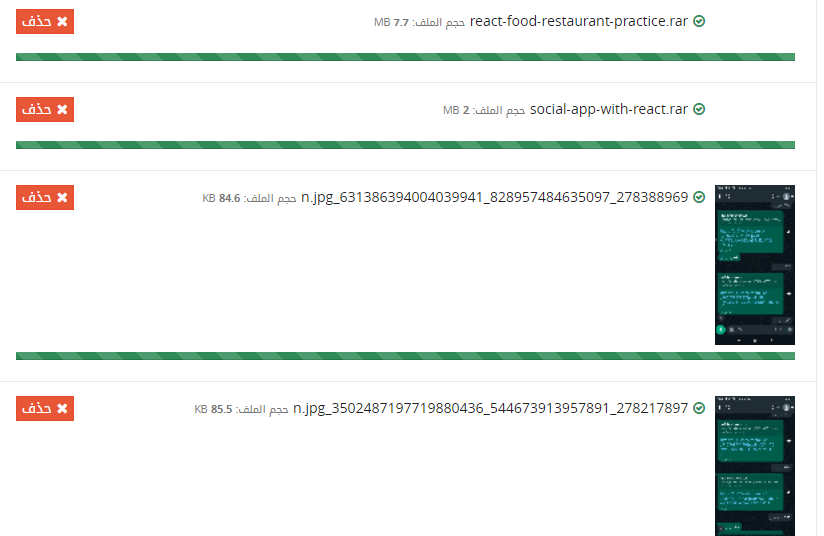 react-food-restaurant-practice.rar حجم الملف: 7.7 MB
حذف
social-app-with-react.rar حجم الملف: 2 MB
حذف
278388969_828957484635097_631386394004039941_n.jpg حجم الملف: 84.6 KB
حذف
278217897_544673913957891_3502487197719880436_n.jpg حجم الملف: 85.5 KB
حذف